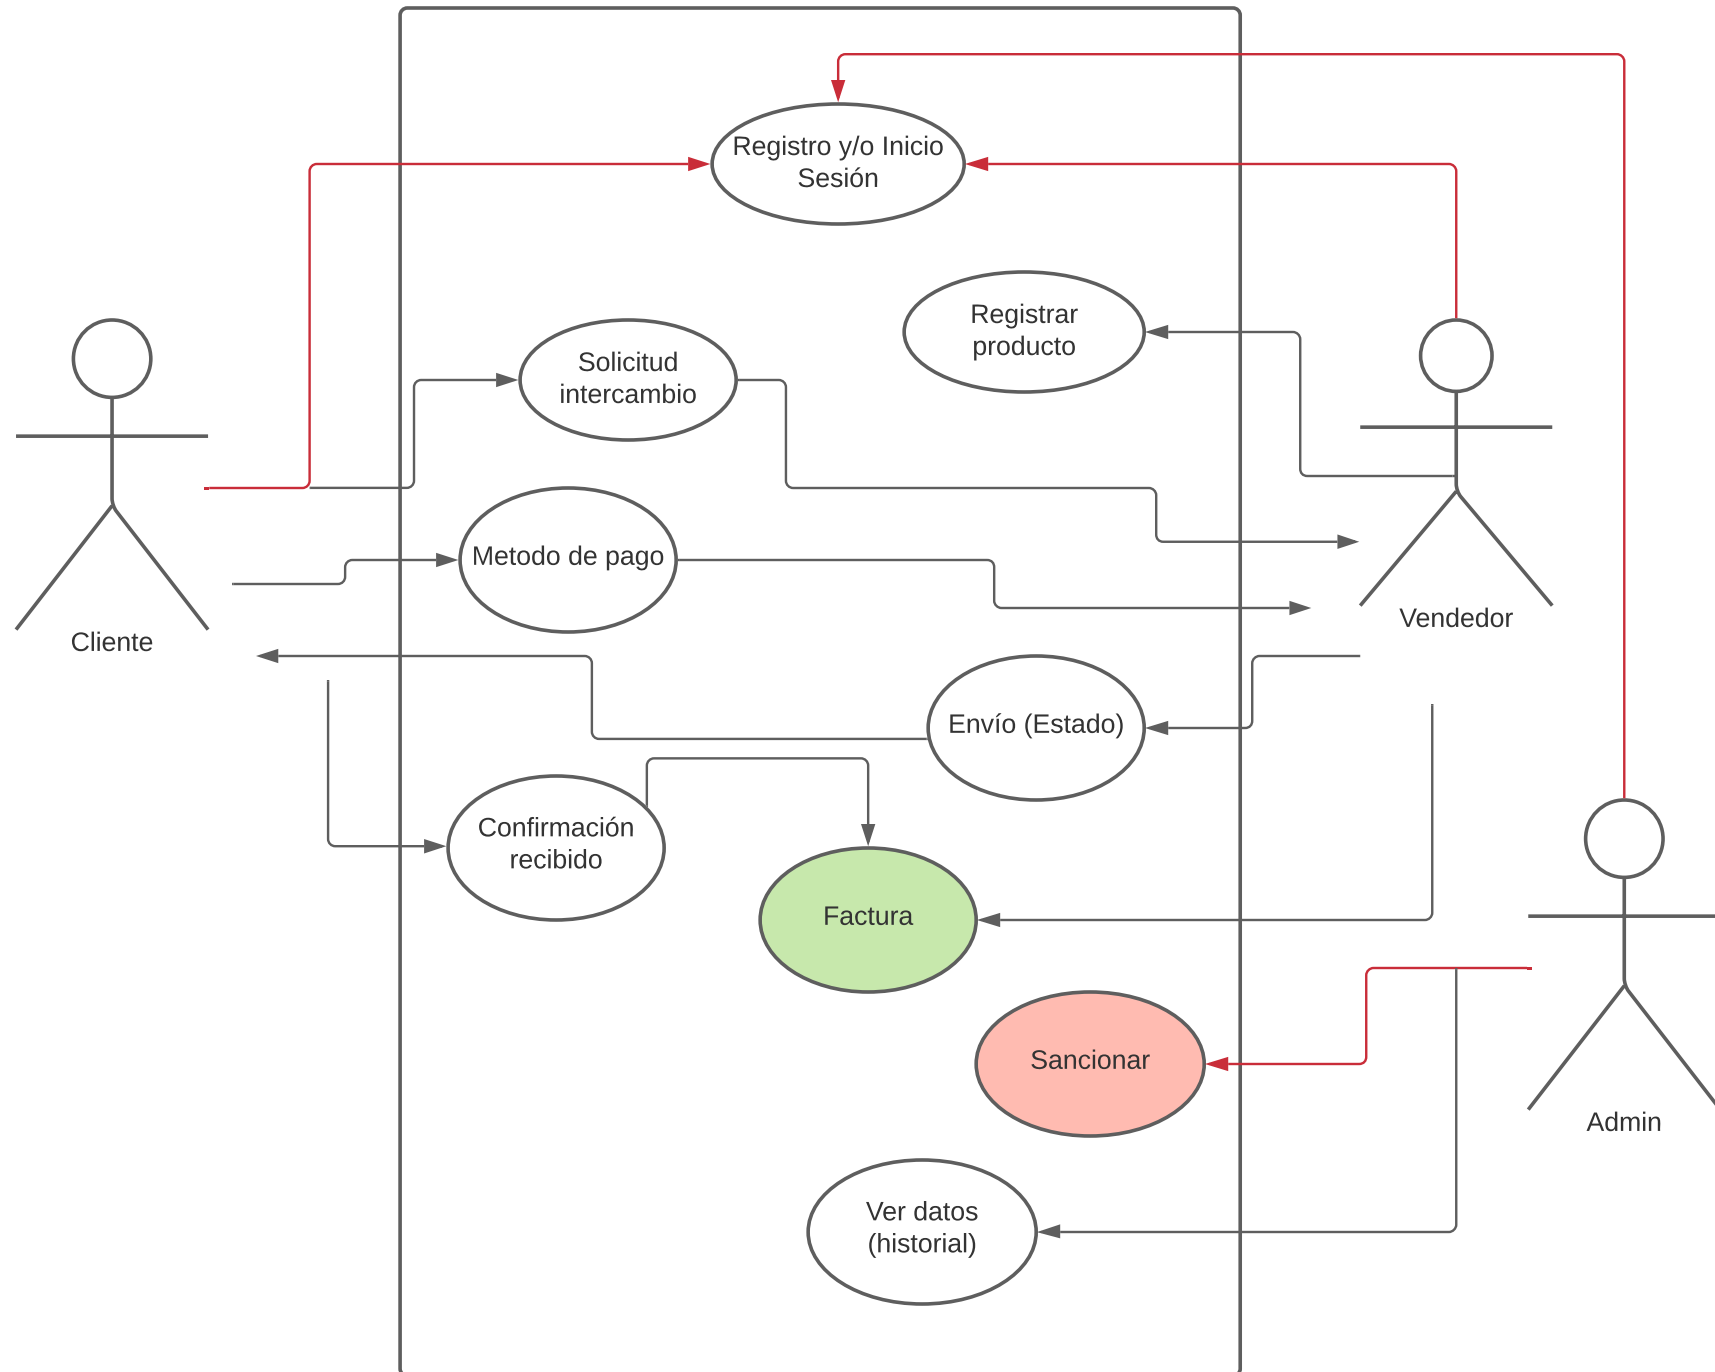 Registro y/o Inicio
Sesión
Registrar
producto
Solicitud
intercambio
Metodo de pago
Cliente
Vendedor
Envío (Estado)
Confirmación
recibido
Factura
Sancionar
Admin
Ver datos
(historial)